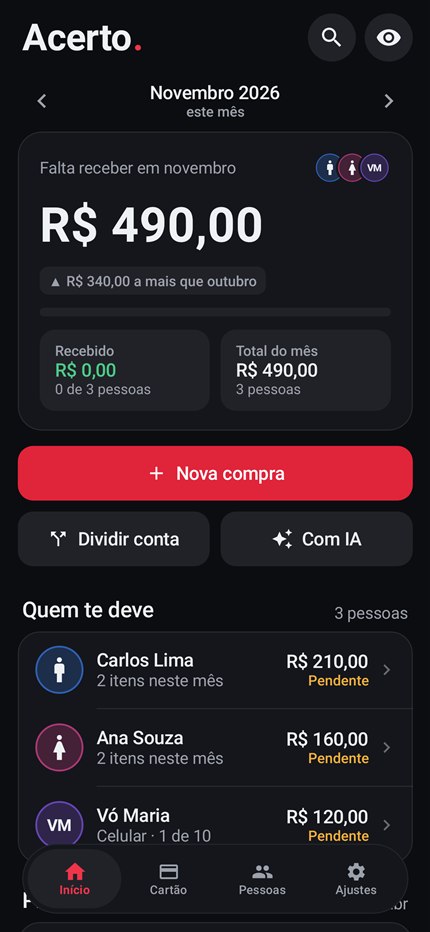 Acerto.
Novembro 2026
este mês
Falta receber em novembro
VM
R$ 490,00
▲ R$ 340,00 a mais que outubro
Recebido
R$ 0,00
0 de 3 pessoas
Total do mês
R$ 490,00
3 pessoas
+ Nova compra
Dividir conta
Com IA
Quem te deve
3 pessoas
Carlos Lima
R$ 210,00
2 itens neste mês
Pendente
Ana Souza
R$ 160,00
2 itens neste mês
Pendente
VM
Vó Maria
R$ 120,00
Celular · 1 de 10
Pendente
Início
Cartão
Pessoas
Ajustes